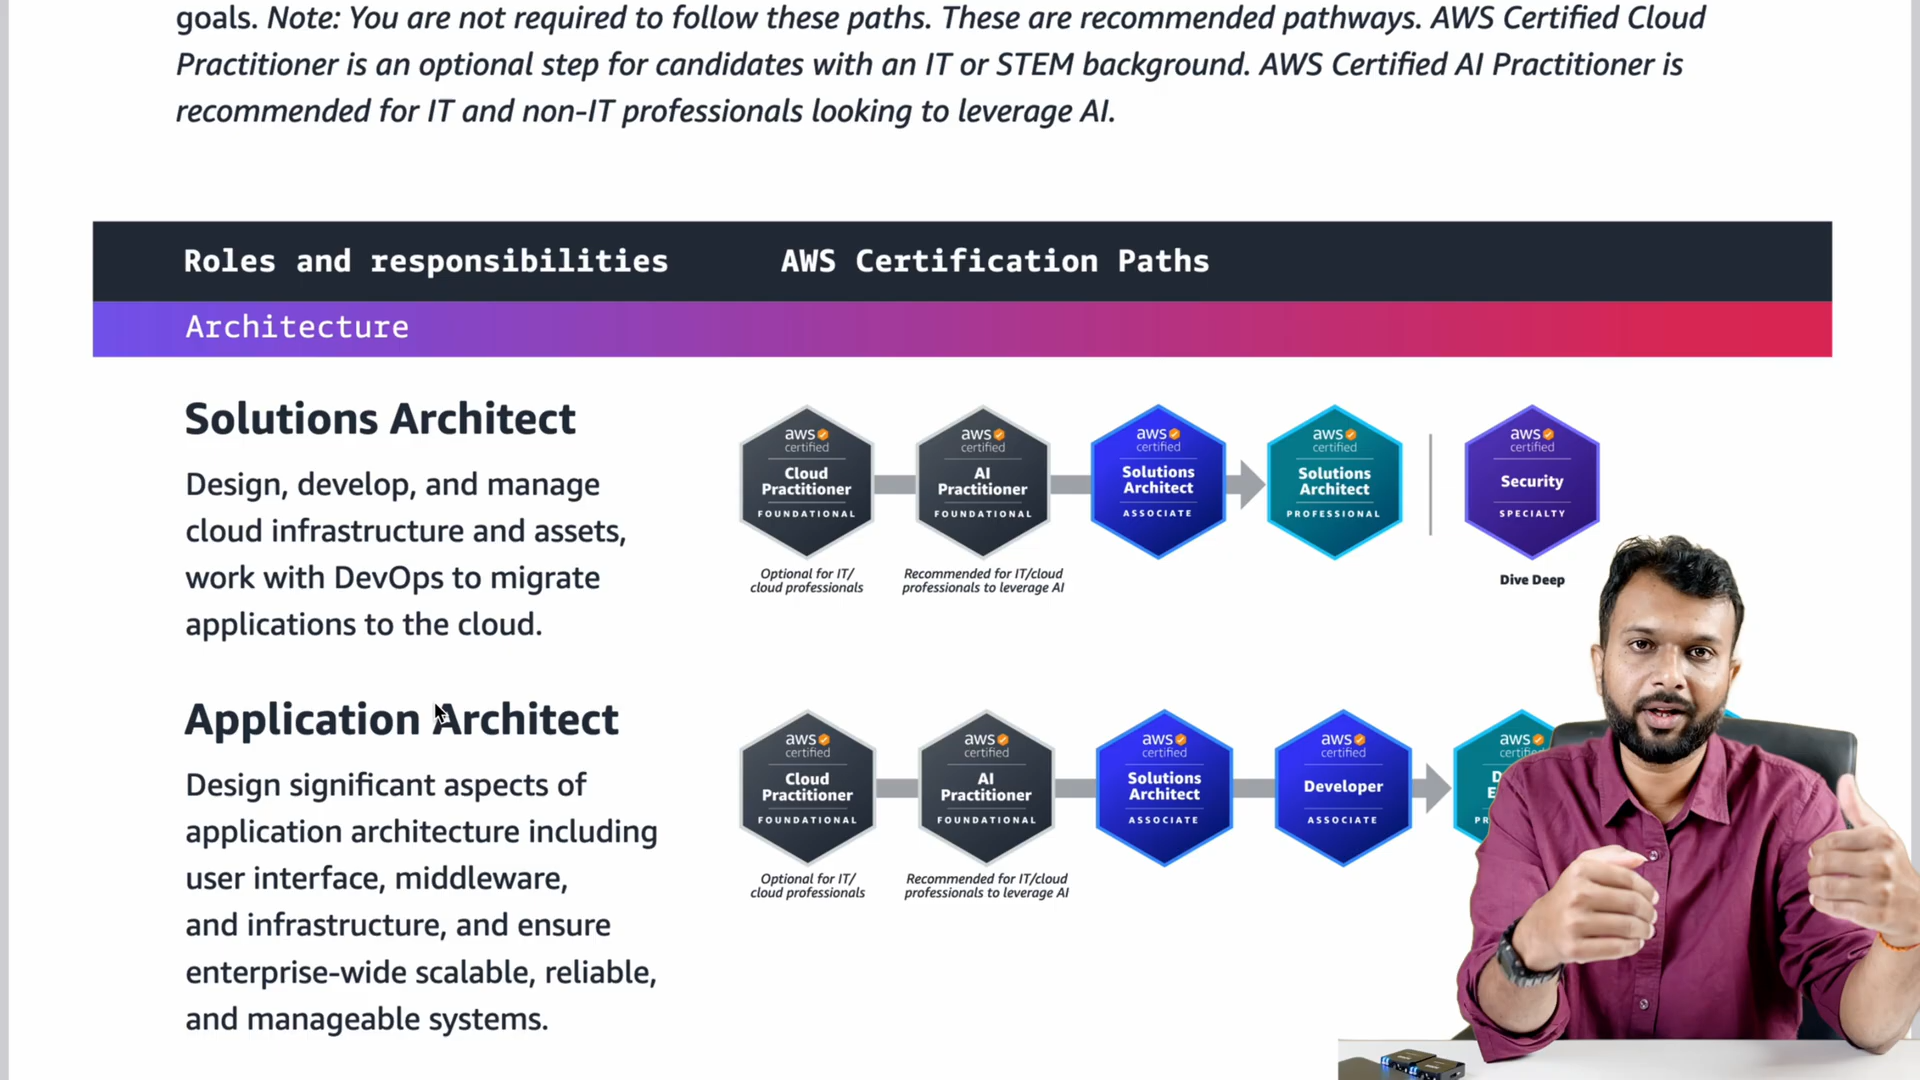 goals. Note: You are not required to follow these paths. These are recommended pathways. AWS Certified Cloud
Practitioner is an optional step for candidates with an IT or STEM background. AWS Certified AI Practitioner is
recommended for IT and non-IT professionals looking to leverage AI.
Roles and responsibilities
AWS Certification Paths
Architecture
Solutions Architect
Design, develop, and manage
cloud infrastructure and assets,
work with DevOps to migrate
applications to the cloud.
aws
certified
Cloud
Practitioner
FOUNDATIONAL
Optional for IT/
cloud professionals
aws
certified
AI
Practitioner
FOUNDATIONAL
Recommended for IT/cloud
professionals to leverage AI
aws
certified
Solutions
Architect
ASSOCIATE
aws
certified
Solutions
Architect
PROFESSIONAL
aws
certified
Security
SPECIALTY
Dive Deep
Application Architect
Design significant aspects of
application architecture including
user interface, middleware,
and infrastructure, and ensure
enterprise-wide scalable, reliable,
and manageable systems.
aws
certified
Cloud
Practitioner
FOUNDATIONAL
Optional for IT/
cloud professionals
aws
certified
AI
Practitioner
FOUNDATIONAL
Recommended for IT/cloud
professionals to leverage AI
aws
certified
Solutions
Architect
ASSOCIATE
aws
certified
Developer
ASSOCIATE
aws